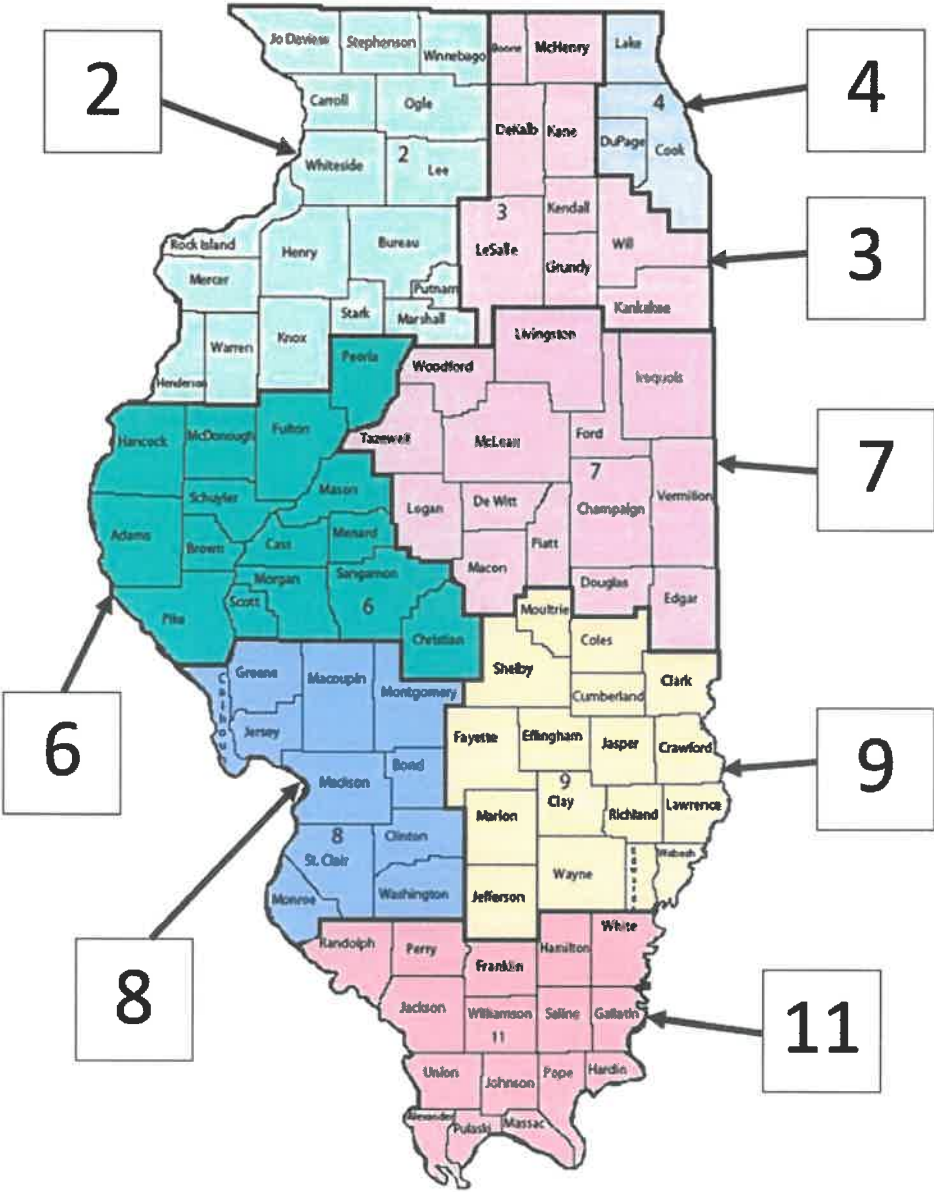 Jo Daviess Stephenson Winnebago Boone McHenry Lake
2
4
Carroll Ogle
4
DeKalb Kane DuPage Cook
Whiteside 2 Lee
3 Kendall
Rock Island Henry Bureau LeSalle Will
3
Grundy
Mercer Putnam
Stark Marshall Kankakee
Knox Livingston
Warren Peoria Woodford Iroquois
Henderson
Hancock McDonough Fulton Tazewell McLean Ford
7
7
Schuyler Mason Logan De Witt Champaign Vermilion
Adams Brown Cast Menard Piatt
Morgan Sangamon Macon Douglas
Scott 6 Moultrie Edgar
Pike Christian Coles
6
Calhoun Greene Macoupin Montgomery Shelby Cumberland Clark
Jersey Fayette Effingham Jasper Crawford
9
Madison Bond 9
Clay Richland Lawrence
Marion
8
St. Clair Clinton Wayne Edwards Wabash
Monroe Washington Jefferson
8
Randolph Perry Franklin Hamilton White
Jackson Williamson Saline Gallatin
11
11
Union Johnson Pope Hardin
Alexander Pulaski Massac